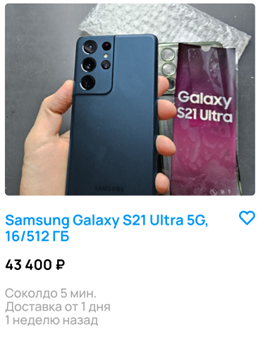 Galaxy
S21 Ultra
SAMSUNG
Samsung Galaxy S21 Ultra 5G,
16/512 ГБ
43 400 ₽
Соколдо 5 мин.
Доставка от 1 дня
1 неделю назад